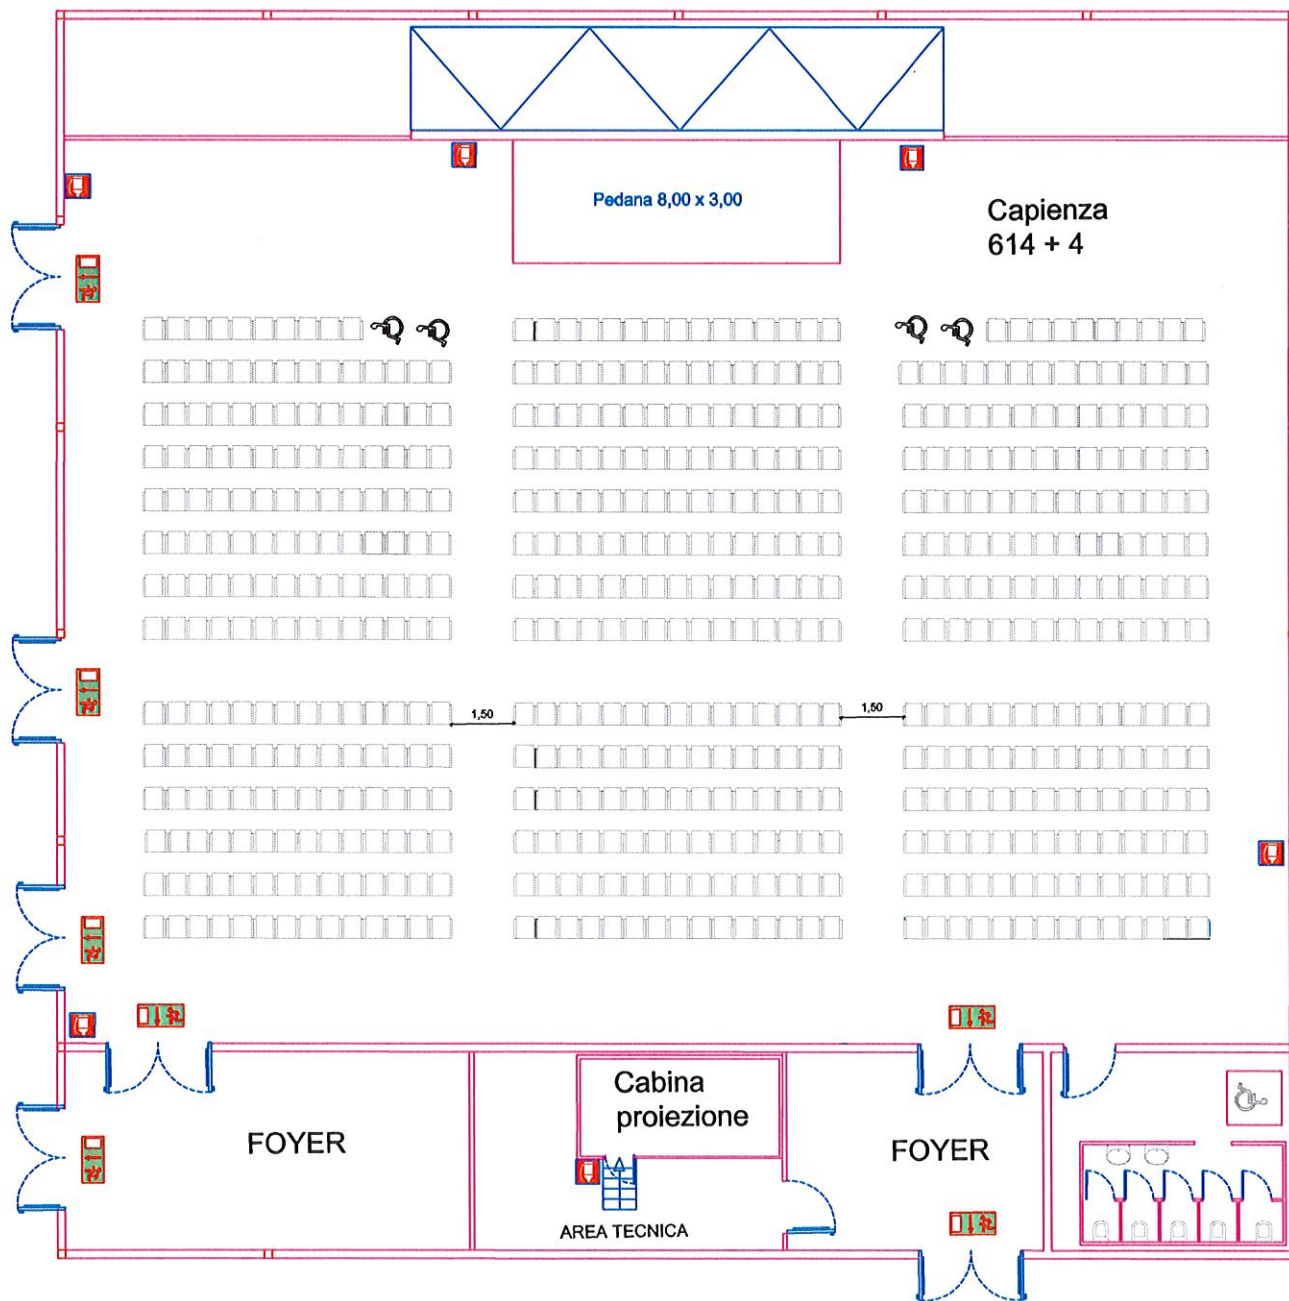 Pedana 8,00 x 3,00
Capienza
614 + 4
1,50
1,50
Cabina
proiezione
FOYER
FOYER
AREA TECNICA